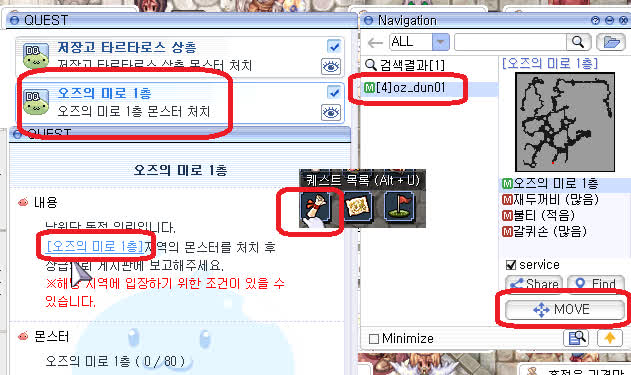 QUEST
저장고 타르타로스 상층
저장고 타르타로스 상층 몬스터 처치
오즈의 미로 1층
오즈의 미로 1층 몬스터 처치
QUEST
오즈의 미로 1층
내용
낙원단 동전 의뢰입니다.
[오즈의 미로 1층]지역의 몬스터를 처치 후
게시판에 보고해주세요.
※해당 지역에 입장하기 위한 조건이 있을 수
있습니다.
몬스터
오즈의 미로 1층 ( 0 / 80 )
퀘스트 목록 (Alt + U)
Navigation
ALL
검색결과[1]
M [4]oz_dun01
[오즈의 미로 1층]
M 오즈의 미로 1층
M 재두꺼비 (많음)
M 불티 (적음)
M 갈퀴손 (많음)
service
Share
Find
MOVE
Minimize